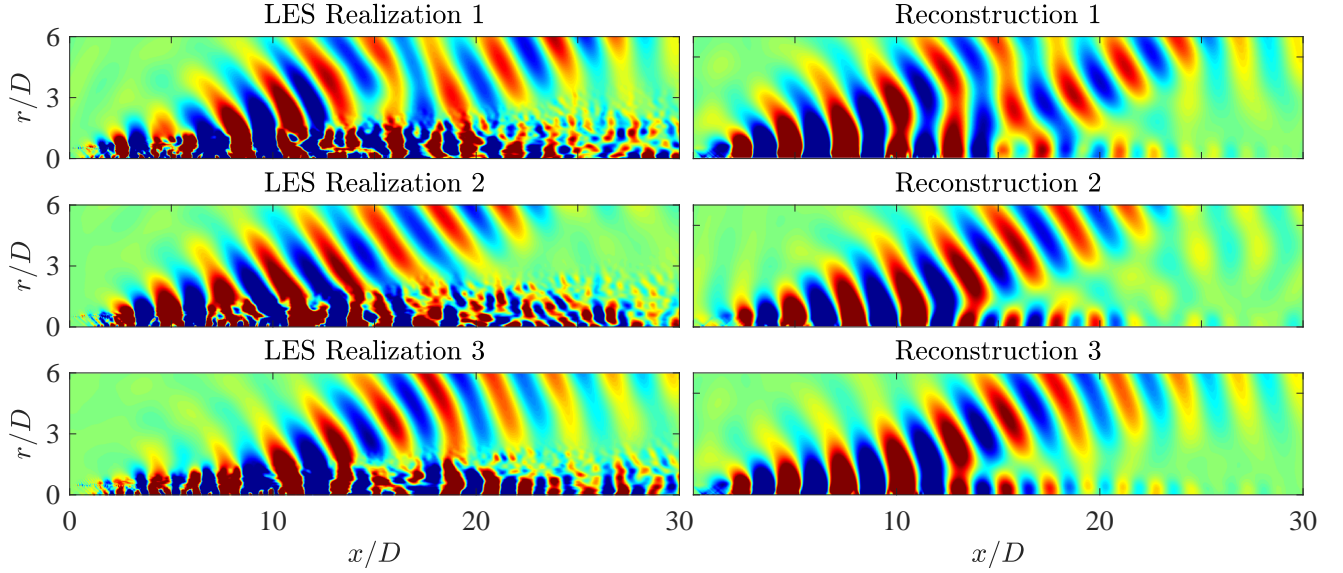 LES Realization 1 Reconstruction 1
6
3
0
r/D
LES Realization 2 Reconstruction 2
6
3
0
r/D
LES Realization 3 Reconstruction 3
6
3
0
r/D
0 10 20 30 10 20 30
x/D x/D